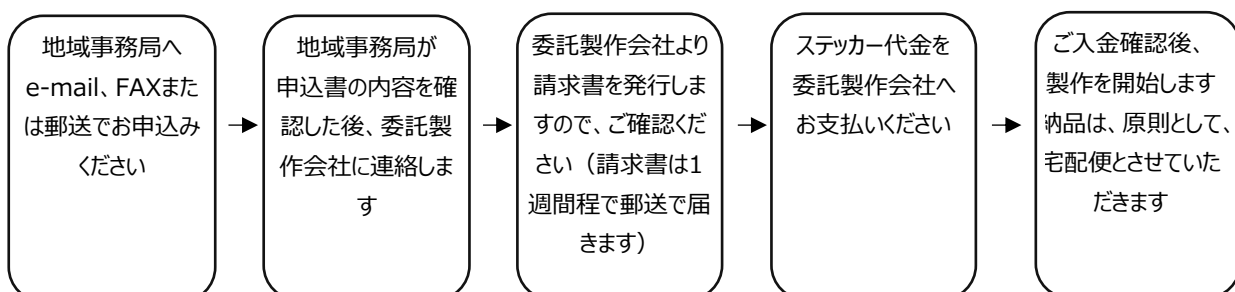 地域事務局へ
e-mail、FAXまた
は郵送でお申込み
ください
地域事務局が
申込書の内容を確
認した後、委託製
作会社に連絡しま
す
委託製作会社より
請求書を発行しま
すので、ご確認くだ
さい（請求書は1
週間程で郵送で届
きます）
ステッカー代金を
委託製作会社へ
お支払いください
ご入金確認後、
製作を開始します
納品は、原則として、
宅配便とさせていた
だきます